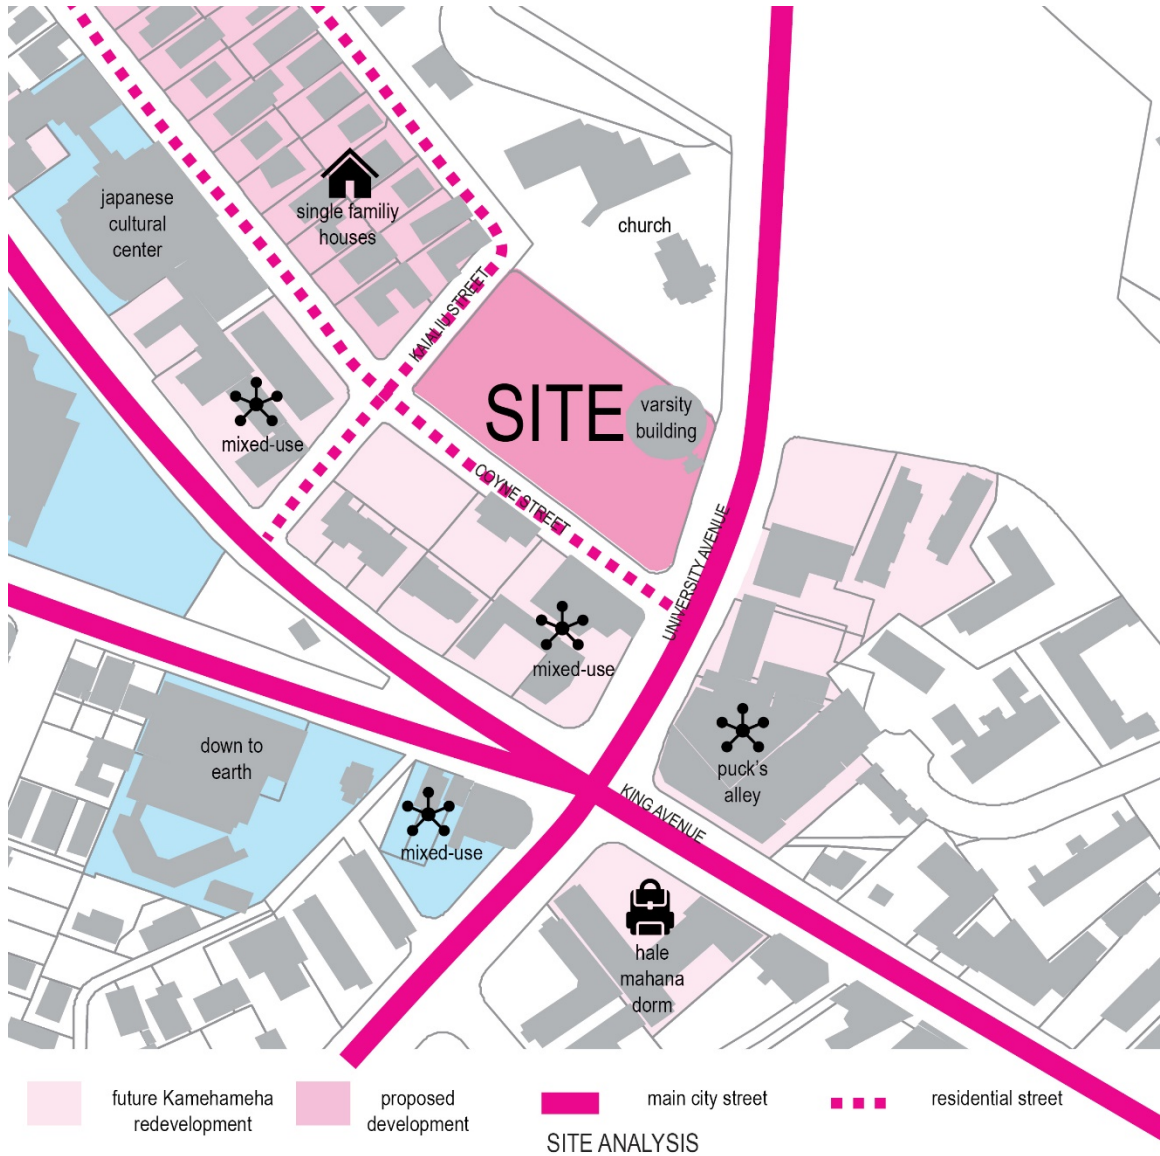 japanese
cultural
center
single familiy
houses
church
KAIALIU STREET
SITE
varsity
building
mixed-use
COYNE STREET
UNIVERSITY AVENUE
mixed-use
down to
earth
puck's
alley
KING AVENUE
mixed-use
hale
mahana
dorm
future Kamehameha
redevelopment
proposed
development
main city street
residential street
SITE ANALYSIS